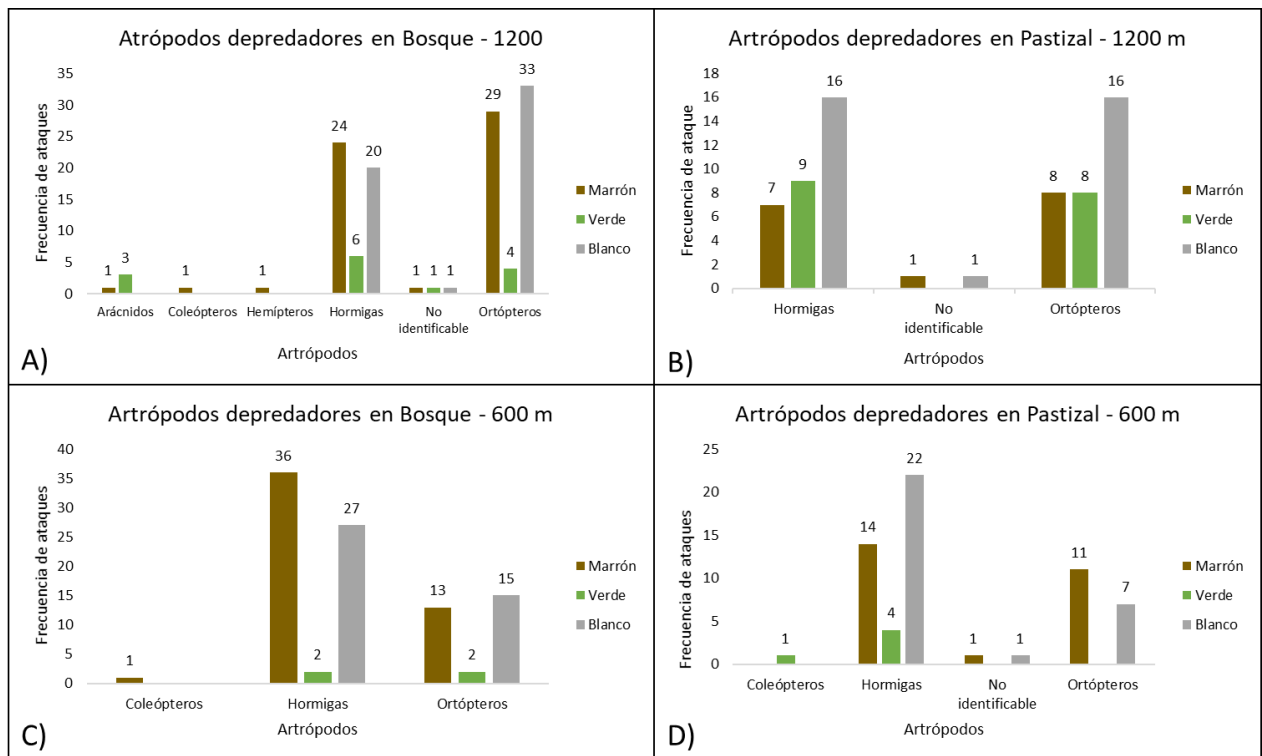 Atrópodos depredadores en Bosque - 1200
Frecuencia de ataques
35
30
25
20
15
10
5
0
1
3
1
1
24
6
20
1
1
1
29
4
33
Arácnidos
Coleópteros
Hemípteros
Hormigas
No
identificable
Ortópteros
Artrópodos
Marrón
Verde
Blanco
A)
Artrópodos depredadores en Pastizal - 1200 m
Frecuencia de ataque
18
16
14
12
10
8
6
4
2
0
7
9
16
1
1
8
8
16
Hormigas
No
identificable
Ortópteros
Artrópodos
Marrón
Verde
Blanco
B)
Artrópodos depredadores en Bosque - 600 m
Frecuencia de ataques
40
35
30
25
20
15
10
5
0
1
36
2
27
13
2
15
Coleópteros
Hormigas
Ortópteros
Artrópodos
Marrón
Verde
Blanco
C)
Artrópodos depredadores en Pastizal - 600 m
Frecuencia de ataques
25
20
15
10
5
0
1
14
4
22
1
1
11
7
Coleópteros
Hormigas
No
identificable
Ortópteros
Artrópodos
Marrón
Verde
Blanco
D)